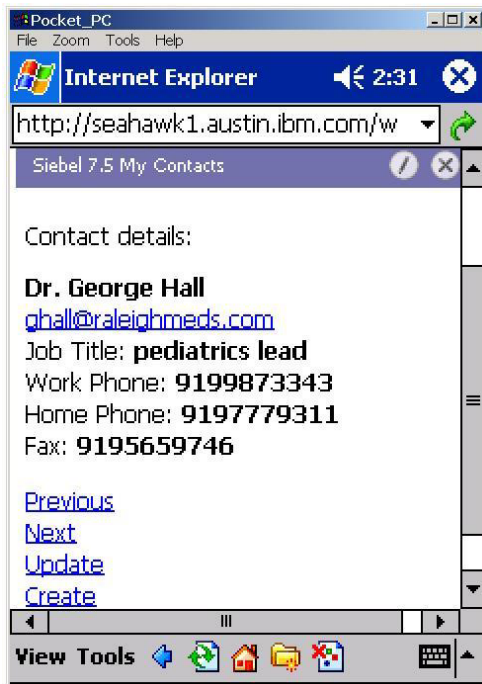 Pocket_PC
File Zoom Tools Help
Internet Explorer 2:31
http://seahawk1.austin.ibm.com/w
Siebel 7.5 My Contacts
Contact details:
Dr. George Hall
ghall@raleighmeds.com
Job Title: pediatrics lead
Work Phone: 9199873343
Home Phone: 9197779311
Fax: 9195659746
Previous
Next
Update
Create
View Tools